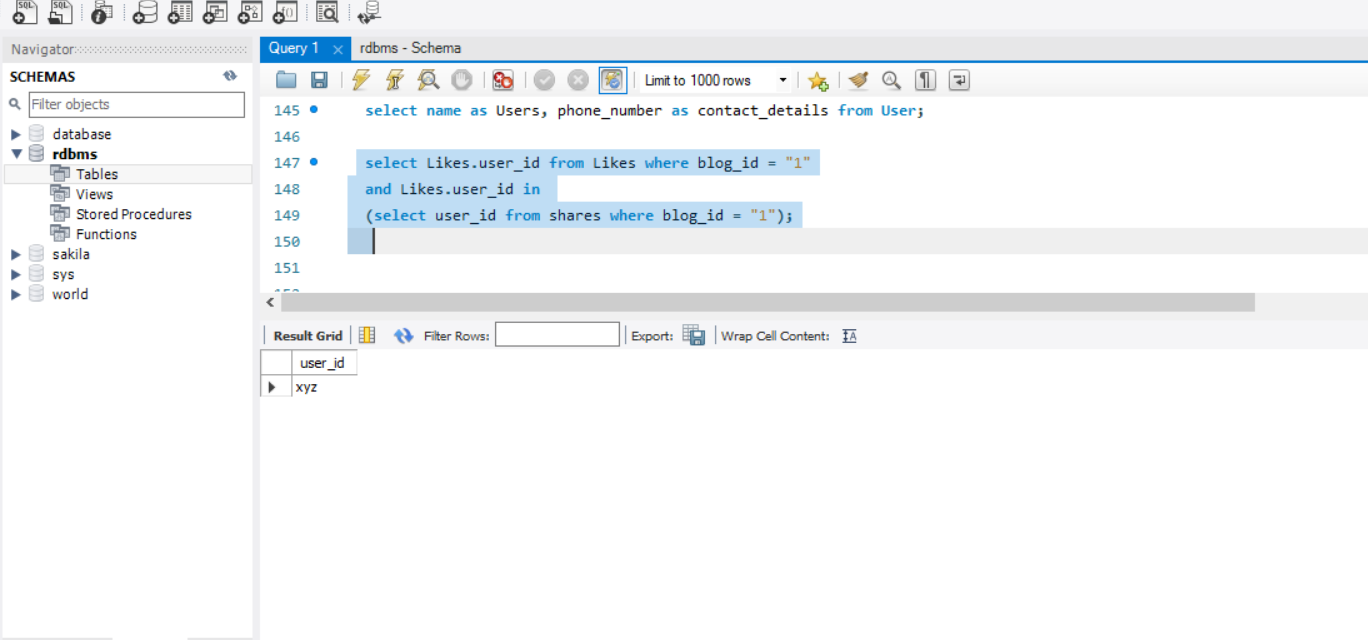 SQL SQL
Navigator
SCHEMAS
Filter objects
database
rdbms
Tables
Views
Stored Procedures
Functions
sakila
sys
world
Query 1 rdbms - Schema
Limit to 1000 rows
145 select name as Users, phone_number as contact_details from User;
146
147 select Likes.user_id from Likes where blog_id = "1"
148 and Likes.user_id in
149 (select user_id from shares where blog_id = "1");
150
151
Result Grid Filter Rows: Export: Wrap Cell Content:
user_id
xyz